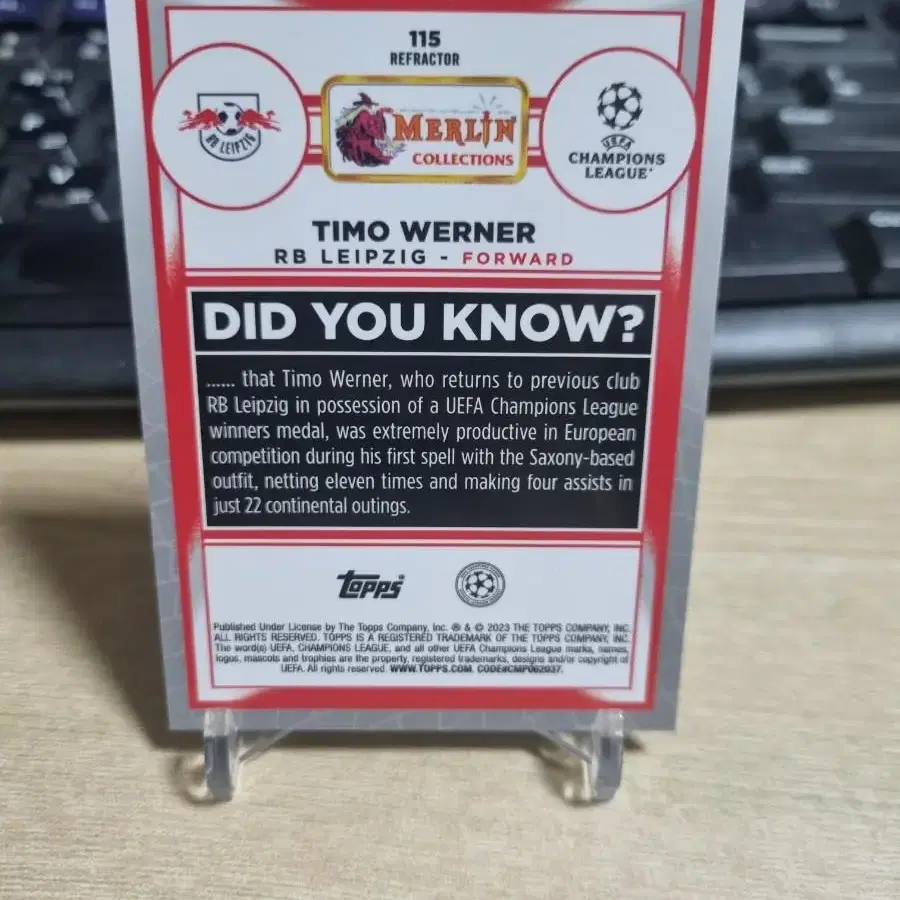 115
REFRACTOR
RB LEIPZIG
MERLIN
COLLECTIONS
UEFA
CHAMPIONS
LEAGUE
TIMO WERNER
RB LEIPZIG - FORWARD
DID YOU KNOW?
...... that Timo Werner, who returns to previous club
RB Leipzig in possession of a UEFA Champions League
winners medal, was extremely productive in European
competition during his first spell with the Saxony-based
outfit, netting eleven times and making four assists in
just 22 continental outings.
topps®
Published Under License by The Topps Company, Inc. ® & © 2023 THE TOPPS COMPANY, INC.
ALL RIGHTS RESERVED. TOPPS IS A REGISTERED TRADEMARK OF THE TOPPS COMPANY, INC.
The word(s) UEFA, CHAMPIONS LEAGUE, and all other UEFA Champions League marks, names,
logos, mascots and trophies are the property, registered trademarks, designs and/or copyright of
UEFA. All rights reserved. WWW.TOPPS.COM. CODE#CMP062037.